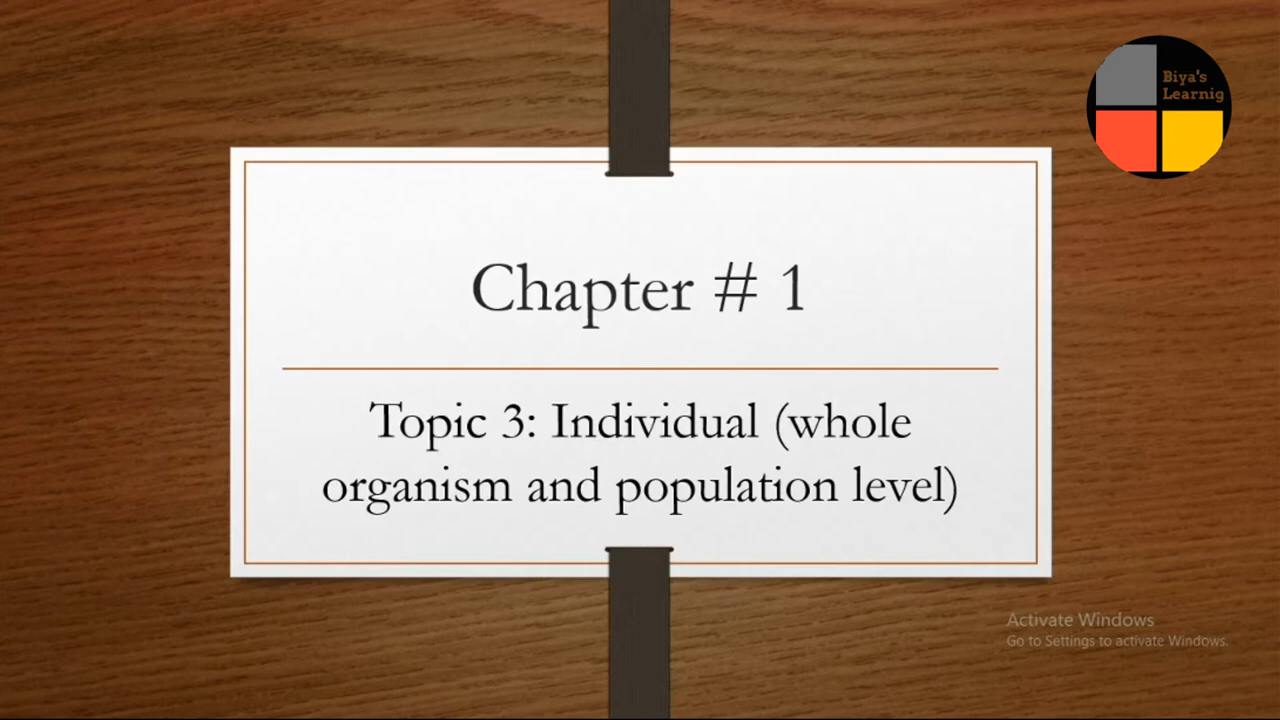 Biya's
Learnig
Chapter # 1
Topic 3: Individual (whole
organism and population level)
Activate Windows
Go to Settings to activate Windows.